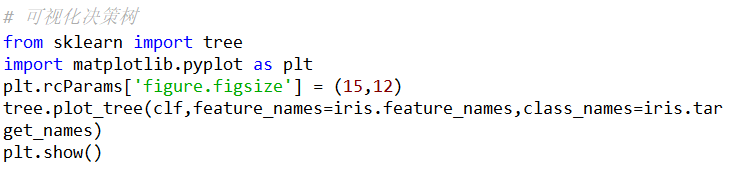 # 可视化决策树
from sklearn import tree
import matplotlib.pyplot as plt
plt.rcParams['figure.figsize'] = (15,12)
tree.plot_tree(clf,feature_names=iris.feature_names,class_names=iris.tar
get_names)
plt.show()